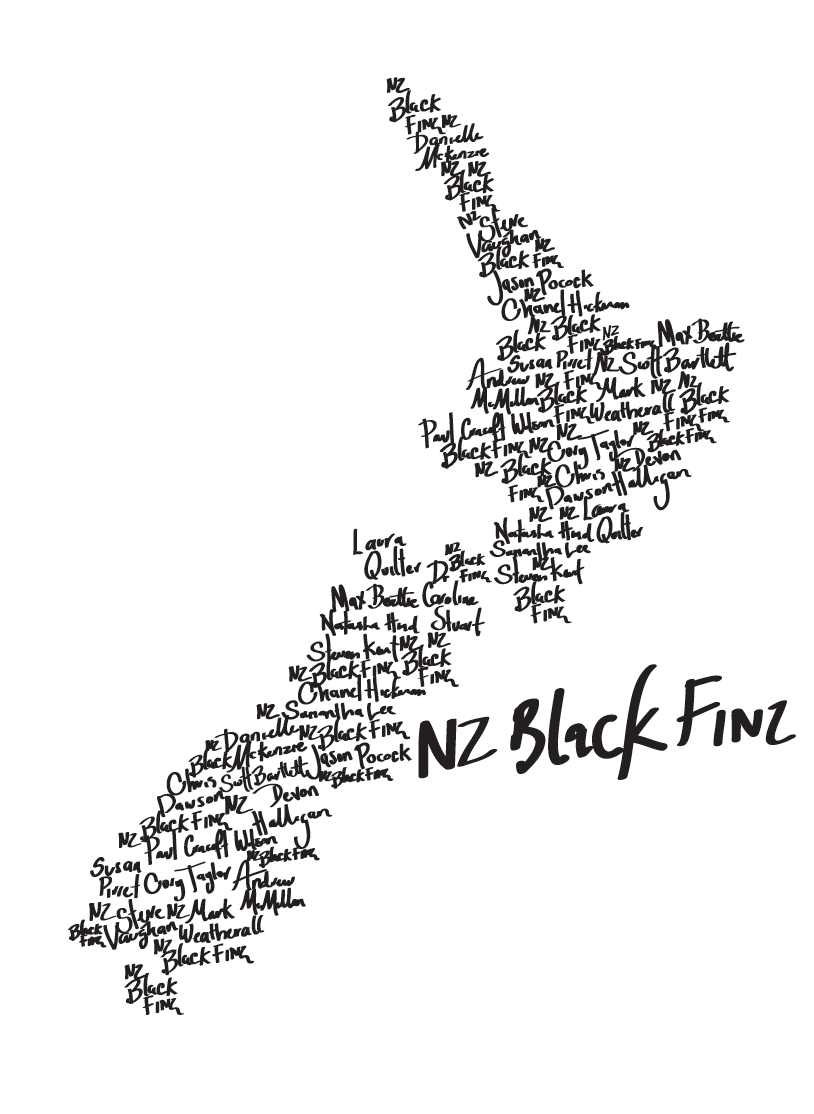 NZ
Black
Finz NZ
Danielle
Mckenzie
NZ NZ
Black
Finz
NZ Steve
Vaughan NZ
Black Finz
Jason Pocock
NZ
Chanel Hickman
NZ Black
Black Finz NZ Black Finz Max Beattie
Susan Pirret NZ Scott Bartlett
Andrew NZ Finz
McMillan Black Mark NZ NZ
Paul Cracroft Wilson Finz Weatherall Black
Black Finz NZ NZ Cory Taylor NZ Finz Finz
Black Finz
NZ Black NZ Chris NZ Devon
Finz Dawson Halligan
NZ NZ Laura
Natasha Hind Quilter
Samantha Lee
NZ
Steven Kent
Black
Finz
Laura
Quilter Dr NZ Black Finz
Max Beattie Caroline
Natasha Hind Stuart
Steven Kent NZ NZ
NZ Black Finz Black
Finz
Chanel Hickman
NZ Samantha Lee
NZ Danielle NZ Black Finz
Black Mckenzie Jason Pocock
Chris Scott Bartlett NZ Black Finz
Dawson NZ Devon
NZ Black Finz Halligan
Paul Cracroft Wilson
Susan NZ Black Finz
Pirret Cory Taylor Andrew
NZ Steve NZ Mark McMillan
Black Finz Vaughan Weatherall
NZ
Black Finz
NZ
Black
Finz
NZ Black Finz